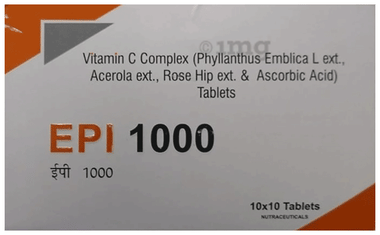 1mg
Vitamin C Complex (Phyllanthus Emblica L ext.,
Acerola ext., Rose Hip ext. & Ascorbic Acid)
Tablets
EPI 1000
ईपी 1000
10x10 Tablets
NUTRACEUTICALS